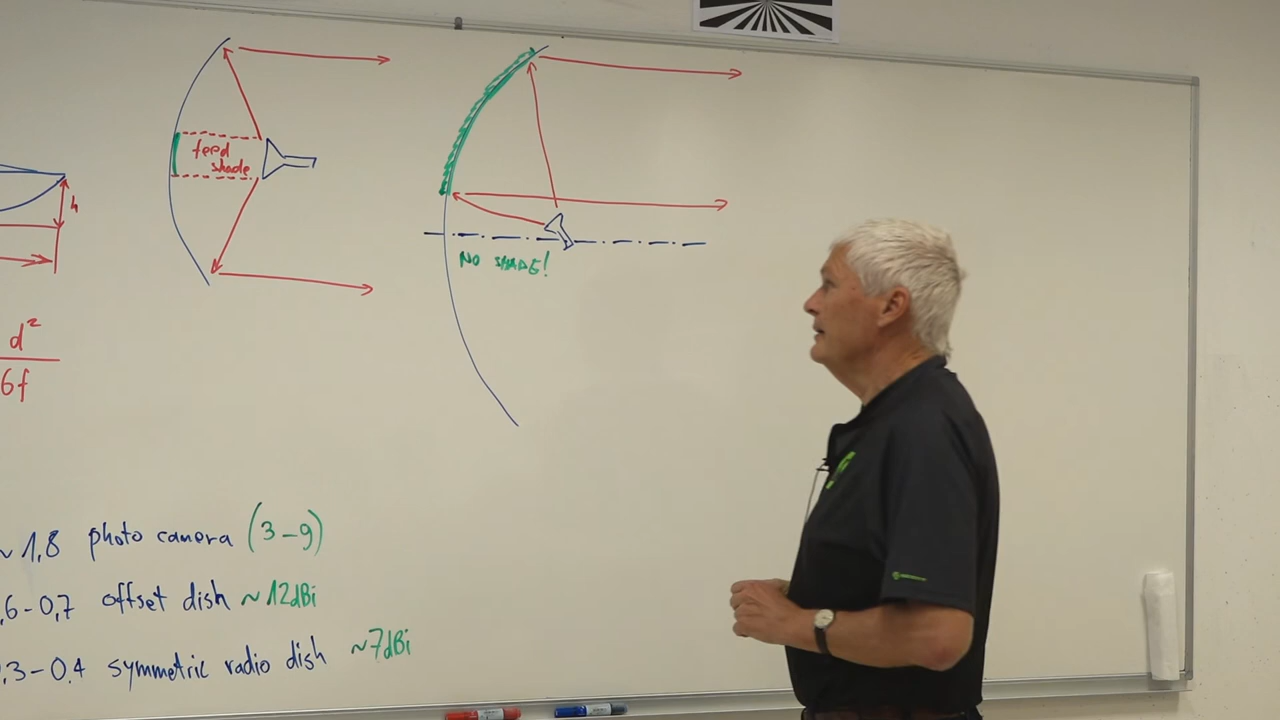 feed
shade
NO SHADE!
h
d²
6f
~ 1,8 photo camera (3-9)
,6-0,7 offset dish ~12dBi
,3-0.4 symmetric radio dish ~7dBi